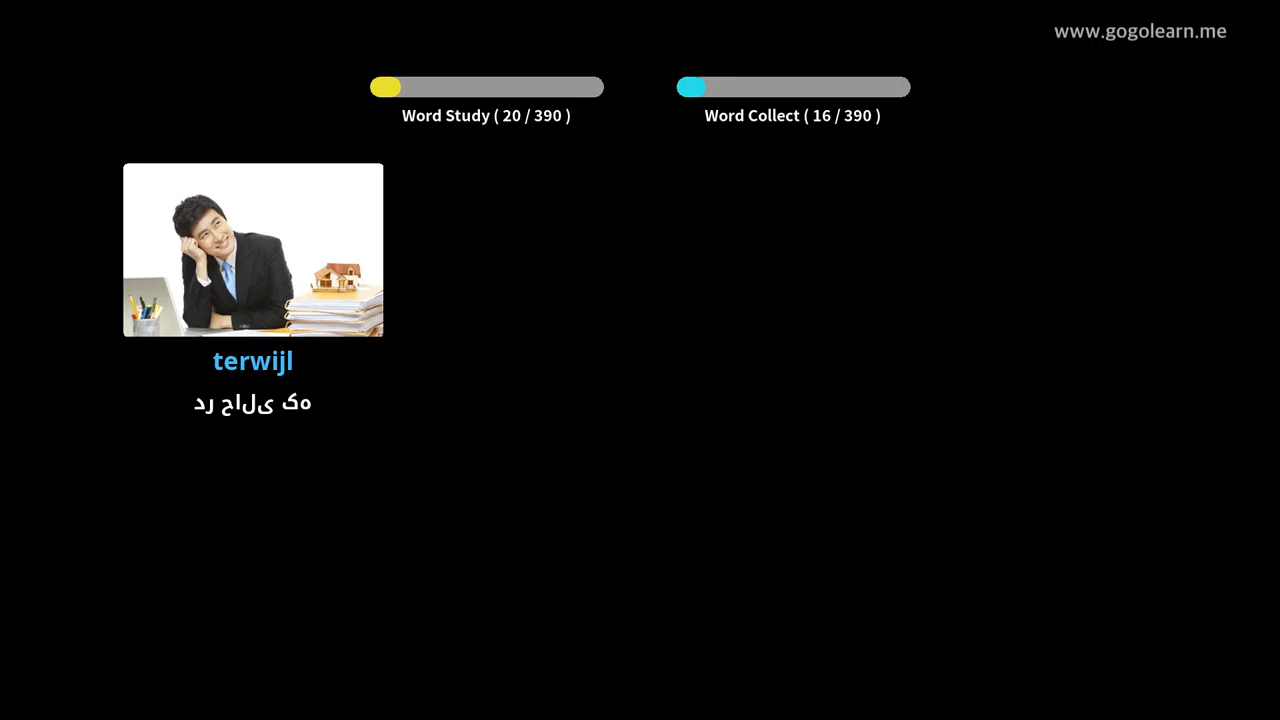 www.gogolearn.me
Word Study ( 20 / 390 )
Word Collect ( 16 / 390 )
terwijl
در حالی که